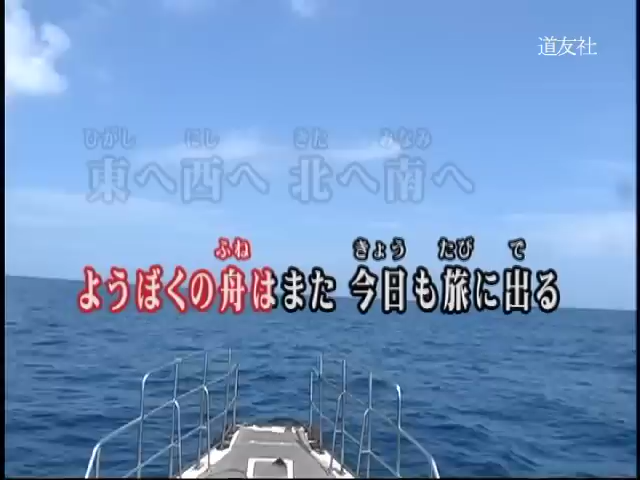 道友社
ひがし にし きた みなみ
東へ西へ 北へ南へ
ふね きょう たび で
ようぼくの舟はまた 今日も旅に出る